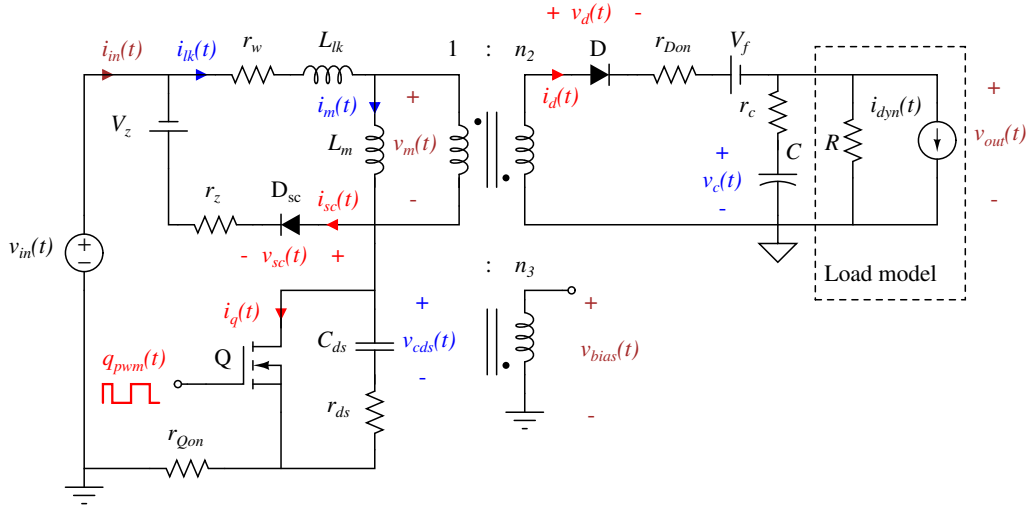 + v_d(t) -
i_in(t) i_lk(t) r_w L_lk 1 : n_2 D r_Don V_f
i_m(t) + i_d(t) r_c i_dyn(t) +
V_z L_m v_m(t) + C R v_out(t)
r_z D_sc i_sc(t) - v_c(t) -
v_in(t) + - - v_sc(t) + -
: n_3 Load model
i_q(t) + +
Q C_ds v_cds(t) v_bias(t)
q_pwm(t) -
r_ds -
r_Qon